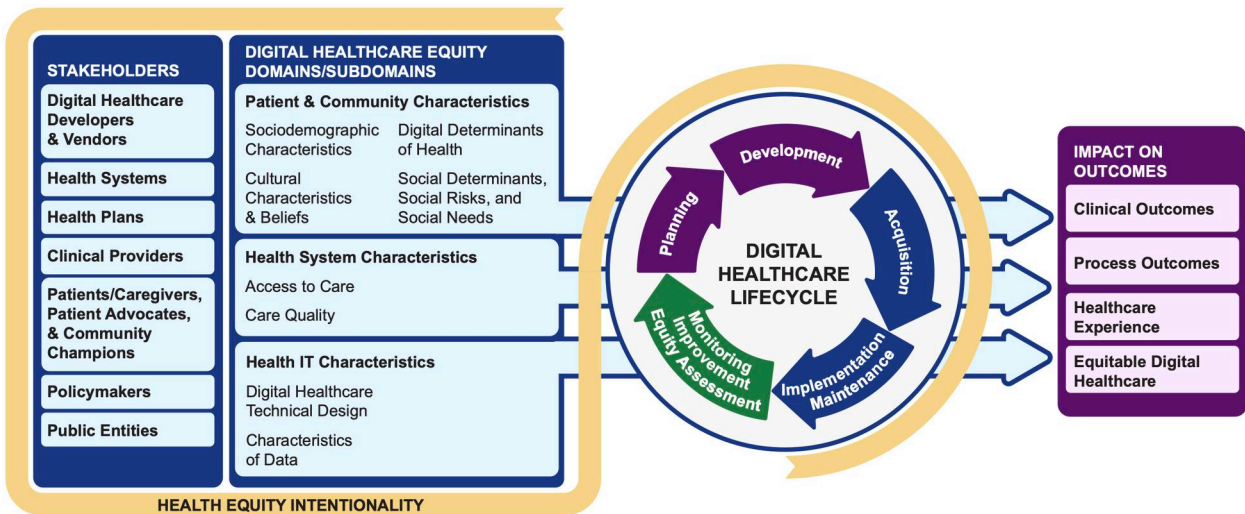 STAKEHOLDERS
Digital Healthcare
Developers
& Vendors
Health Systems
Health Plans
Clinical Providers
Patients/Caregivers,
Patient Advocates,
& Community
Champions
Policymakers
Public Entities
DIGITAL HEALTHCARE EQUITY
DOMAINS/SUBDOMAINS
Patient & Community Characteristics
Sociodemographic
Characteristics
Cultural
Characteristics
& Beliefs
Digital Determinants
of Health
Social Determinants,
Social Risks, and
Social Needs
Health System Characteristics
Access to Care
Care Quality
Health IT Characteristics
Digital Healthcare
Technical Design
Characteristics
of Data
HEALTH EQUITY INTENTIONALITY
DIGITAL
HEALTHCARE
LIFECYCLE
Planning
Development
Acquisition
Implementation
Maintenance
Monitoring
Improvement
Equity Assessment
IMPACT ON
OUTCOMES
Clinical Outcomes
Process Outcomes
Healthcare
Experience
Equitable Digital
Healthcare